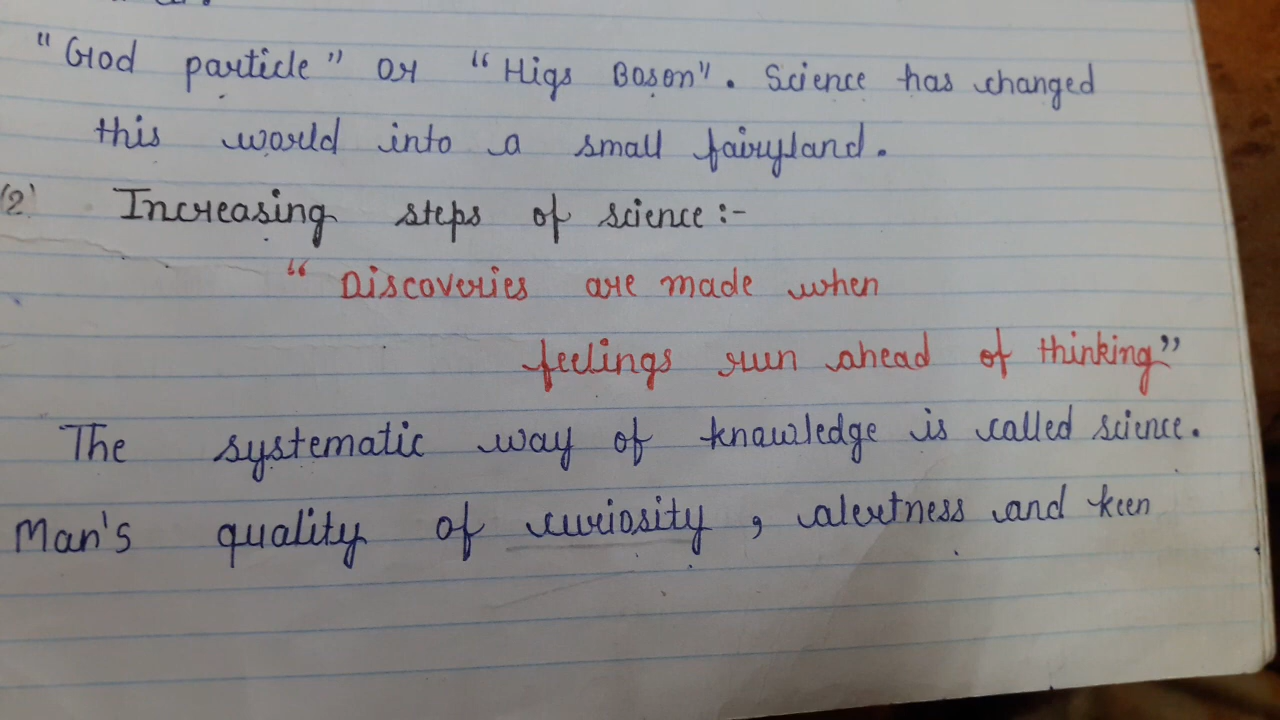 "God particle" or "Higs Boson". Science has changed
this world into a small fairyland.
(2) Increasing steps of science:-
"Discoveries are made when
feelings run ahead of thinking"
The systematic way of knowledge is called science.
Man's quality of curiosity, alertness and keen